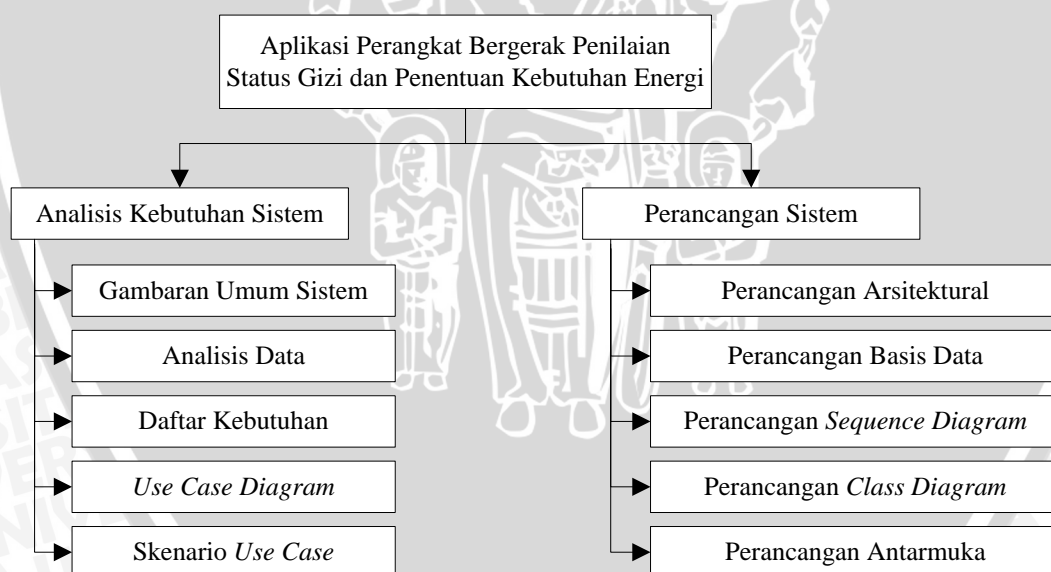 Aplikasi Perangkat Bergerak Penilaian
Status Gizi dan Penentuan Kebutuhan Energi
Analisis Kebutuhan Sistem
Gambaran Umum Sistem
Analisis Data
Daftar Kebutuhan
Use Case Diagram
Skenario Use Case
Perancangan Sistem
Perancangan Arsitektural
Perancangan Basis Data
Perancangan Sequence Diagram
Perancangan Class Diagram
Perancangan Antarmuka